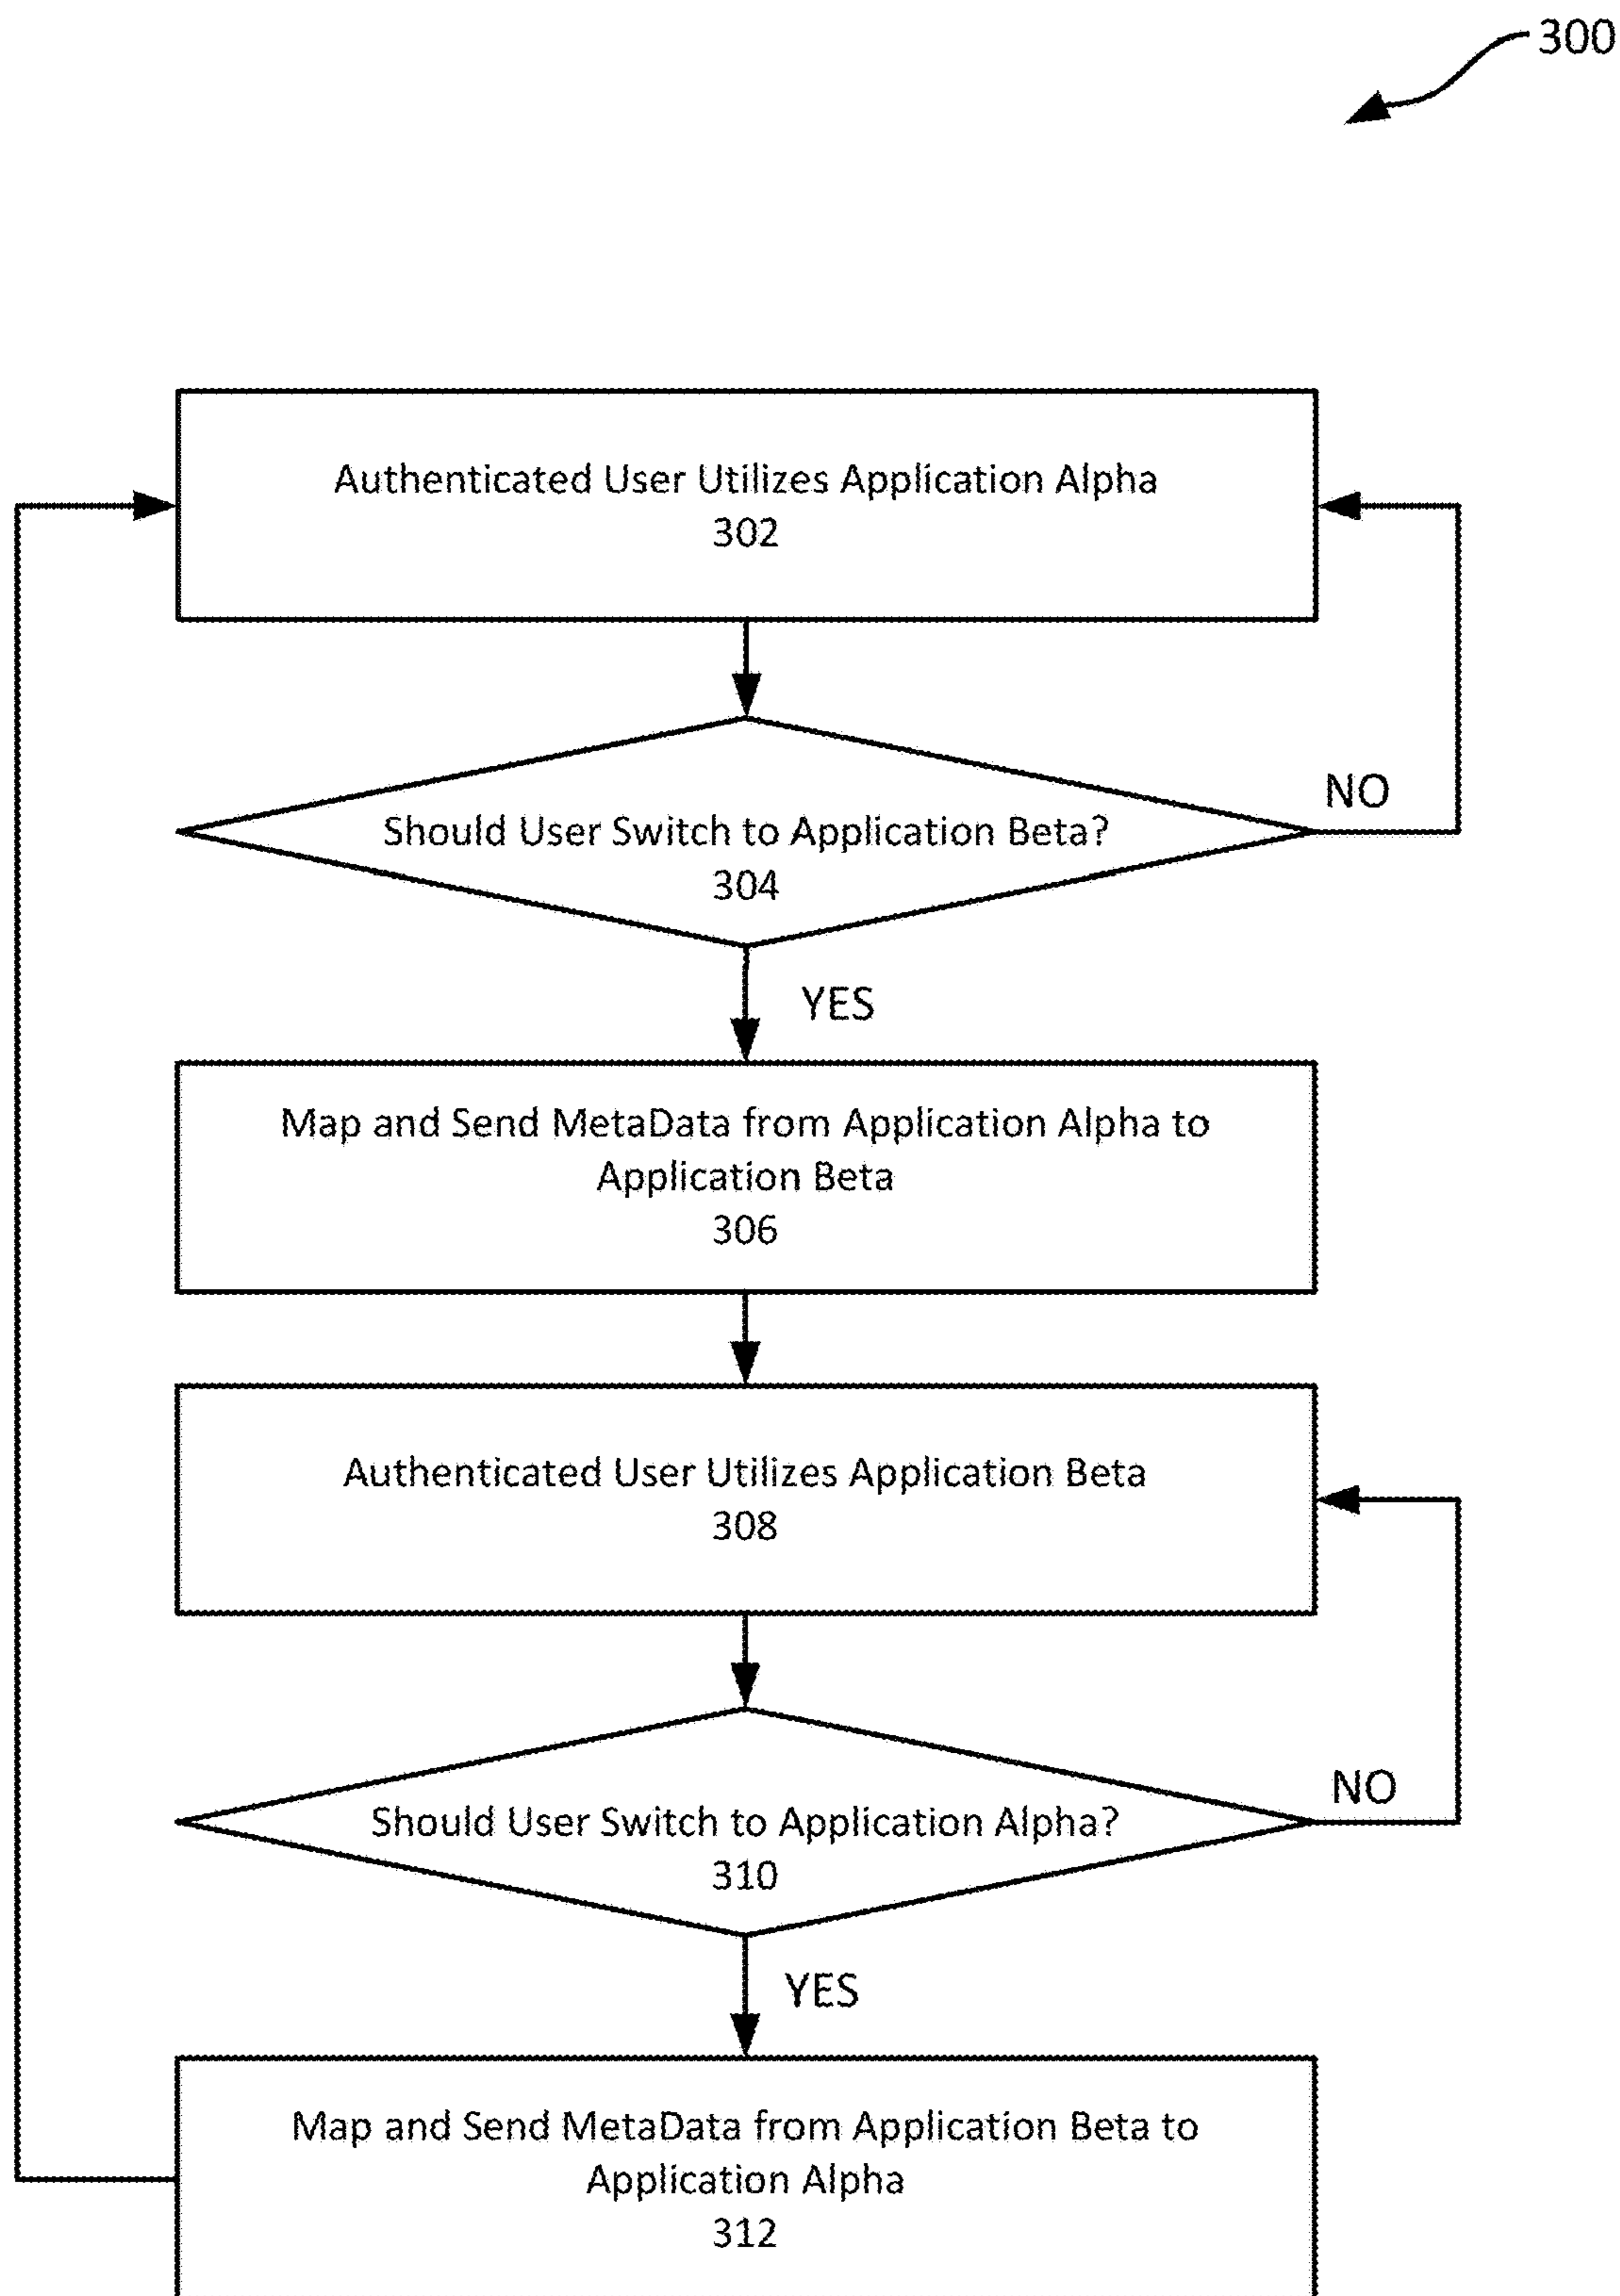 300
Authenticated User Utilizes Application Alpha
302
Should User Switch to Application Beta?
304
NO
YES
Map and Send MetaData from Application Alpha to
Application Beta
306
Authenticated User Utilizes Application Beta
308
Should User Switch to Application Alpha?
310
NO
YES
Map and Send MetaData from Application Beta to
Application Alpha
312